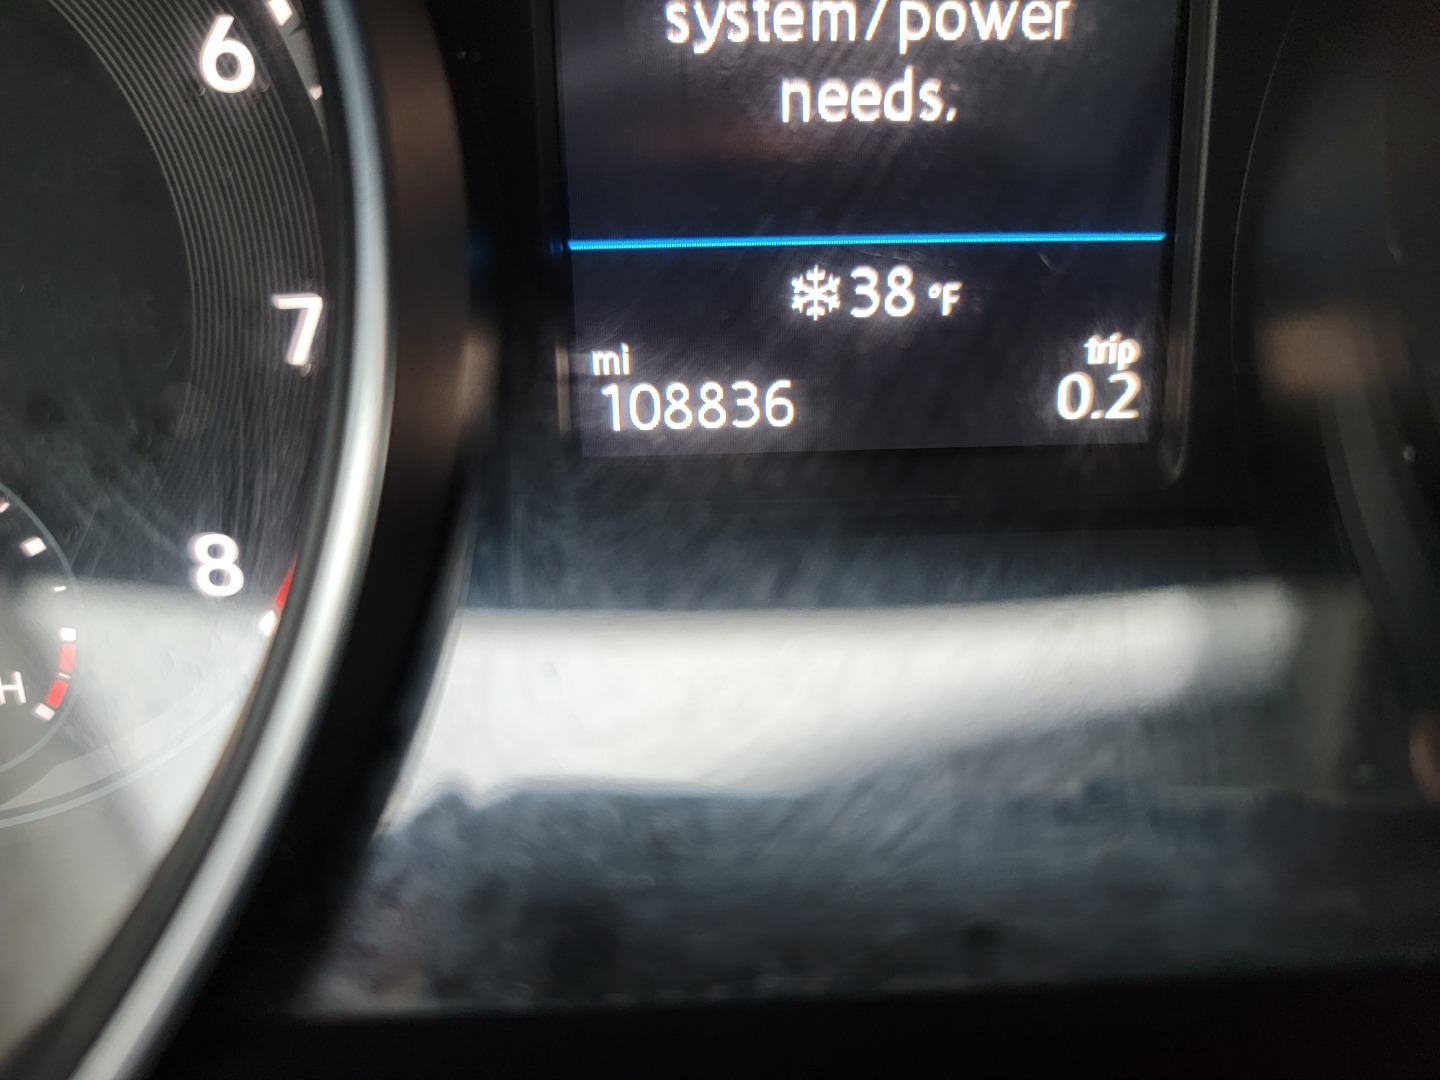 6
7
8
H
system/power
needs.
38 °F
mi
trip
108836
0.2